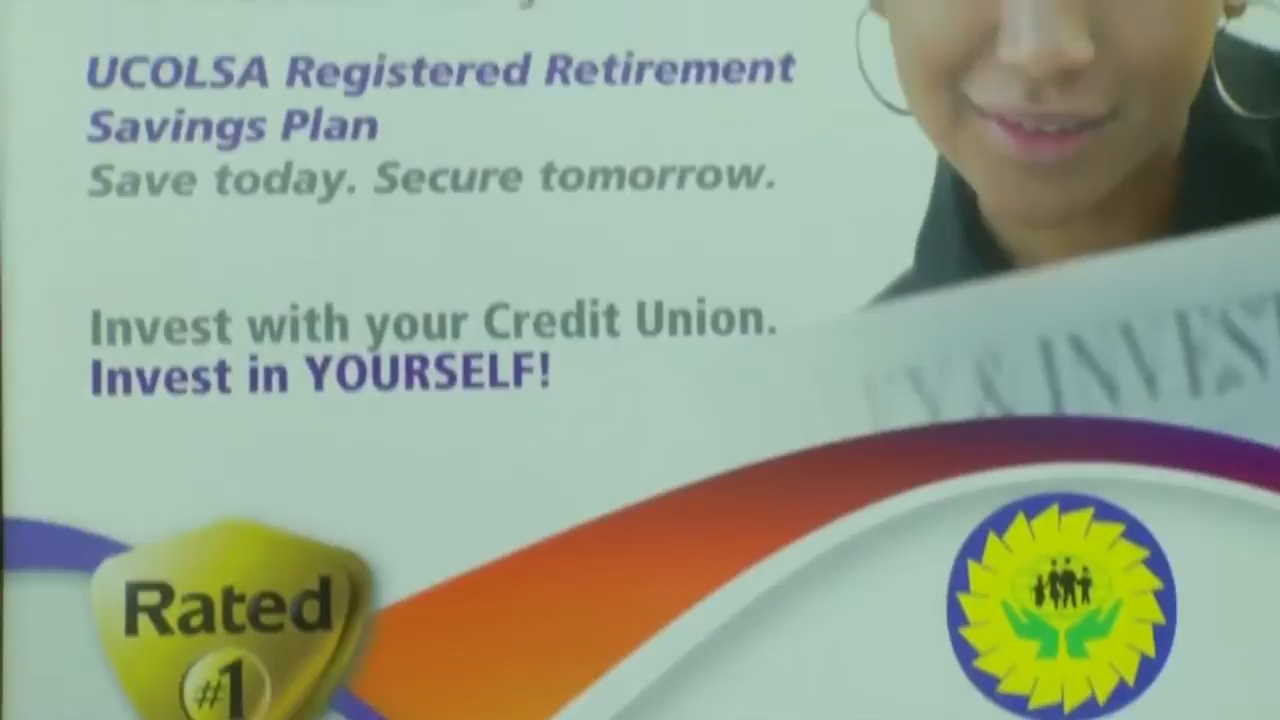 UCOLSA Registered Retirement
Savings Plan
Save today. Secure tomorrow.
Invest with your Credit Union.
Invest in YOURSELF!
Y & INVEST
Rated
#1